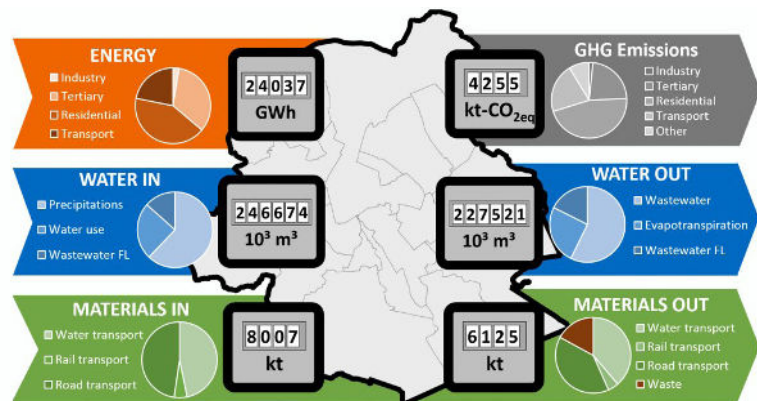 ENERGY
Industry
Tertiary
Residential
Transport
24037
GWh
GHG Emissions
Industry
Tertiary
Residential
Transport
Other
4255
kt-CO2eq
WATER IN
Precipitations
Water use
Wastewater FL
246674
10³ m³
WATER OUT
Wastewater
Evapotranspiration
Wastewater FL
227521
10³ m³
MATERIALS IN
Water transport
Rail transport
Road transport
8007
kt
MATERIALS OUT
Water transport
Rail transport
Road transport
Waste
6125
kt